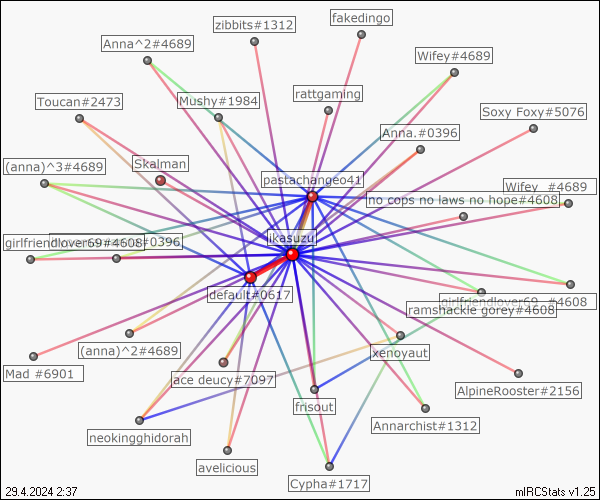 fakedingo
zibbits#1312
Anna^2#4689
Wifey#4689
rattgaming
Toucan#2473
Mushy#1984
Soxy Foxy#5076
Anna.#0396
Skalman
(anna)^3#4689
pastachangeo41
Wifey_#4689
no cops no laws no hope#4608
ikasuzu
girlfriendlover69#4608
#0396
default#0617
girlfriendlover69_#4608
ramshackle gorey#4608
(anna)^2#4689
xenoyaut
Mad #6901
ace deucy#7097
AlpineRooster#2156
frisout
Annarchist#1312
neokingghidorah
avelicious
Cypha#1717
29.4.2024 2:37
mIRCStats v1.25